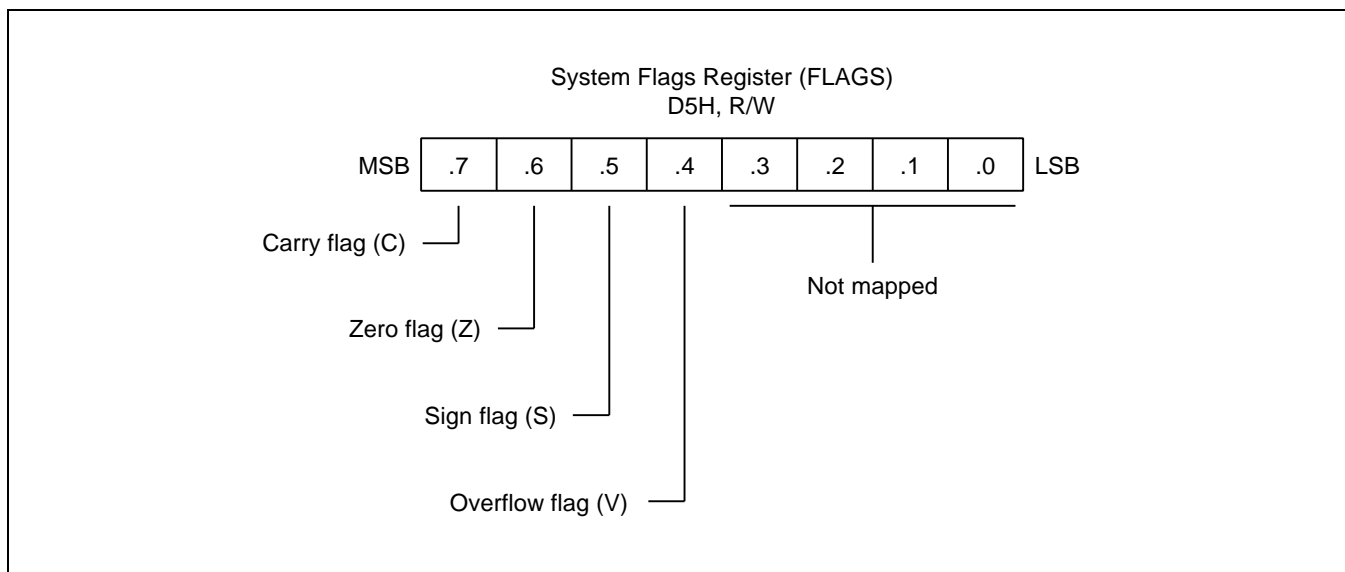 System Flags Register (FLAGS)
D5H, R/W
MSB .7 .6 .5 .4 .3 .2 .1 .0 LSB
Carry flag (C)
Not mapped
Zero flag (Z)
Sign flag (S)
Overflow flag (V)